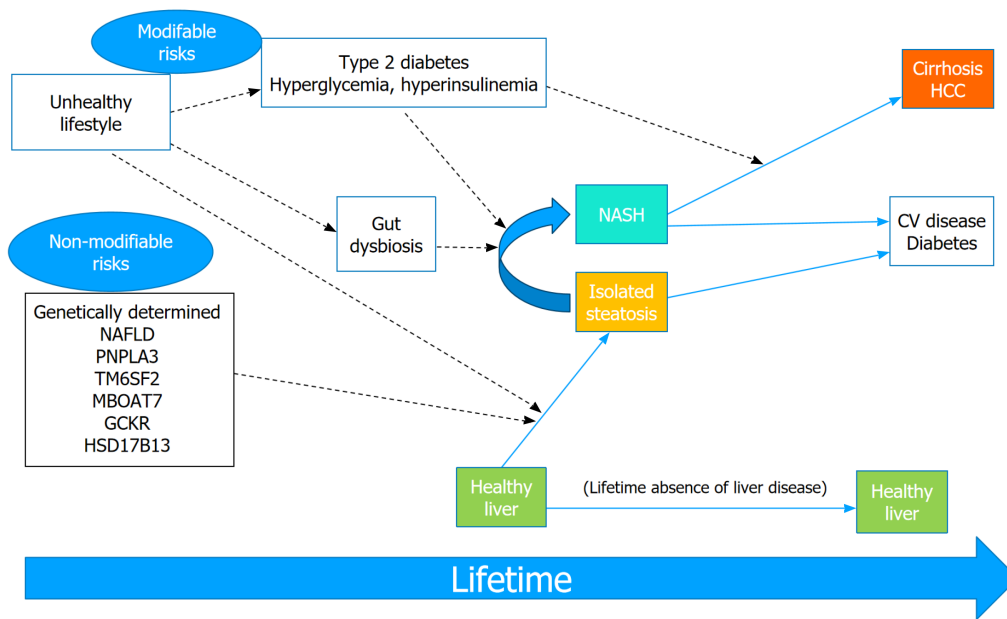 Modifable
risks
Unhealthy
lifestyle
Type 2 diabetes
Hyperglycemia, hyperinsulinemia
Cirrhosis
HCC
Non-modifiable
risks
Gut
dysbiosis
NASH
CV disease
Diabetes
Isolated
steatosis
Genetically determined
NAFLD
PNPLA3
TM6SF2
MBOAT7
GCKR
HSD17B13
Healthy
liver
(Lifetime absence of liver disease)
Healthy
liver
Lifetime